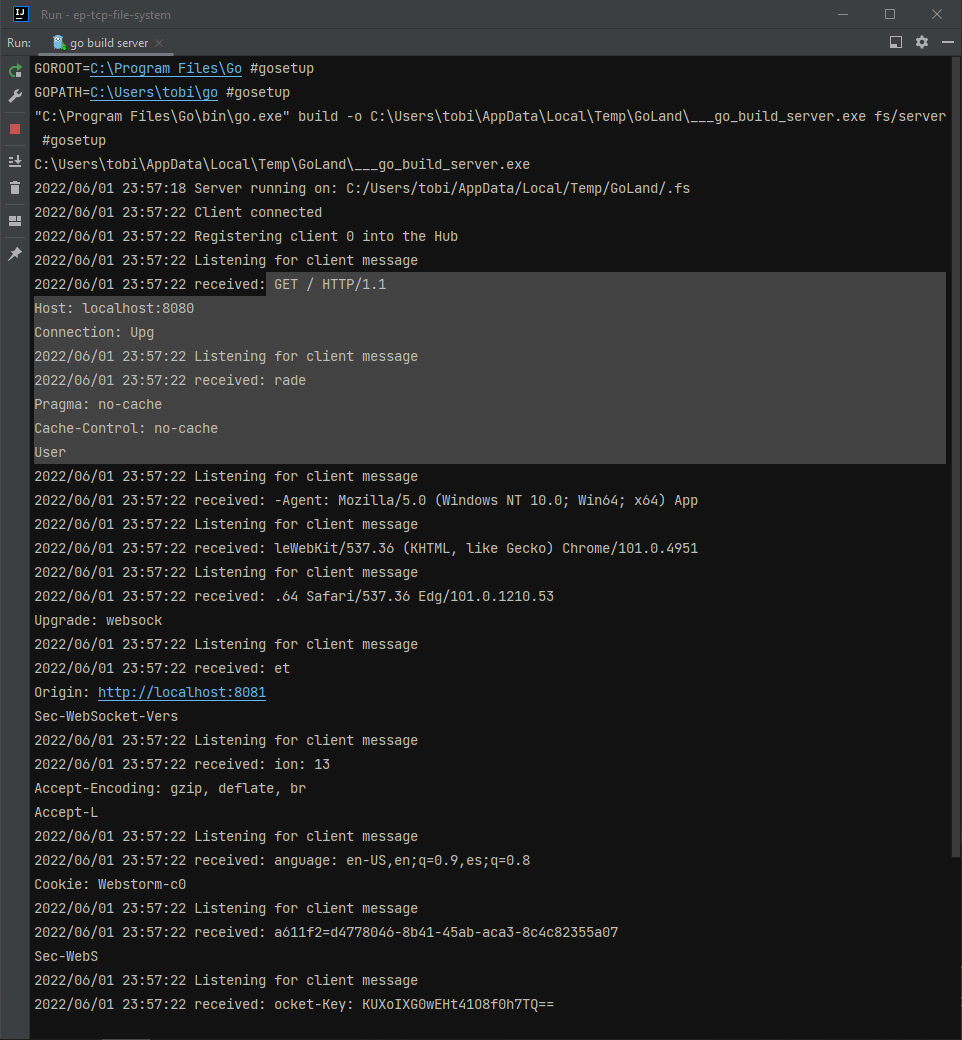 Run - ep-tcp-file-system
Run: go build server
GOROOT=C:\Program Files\Go #gosetup
GOPATH=C:\Users\tobi\go #gosetup
"C:\Program Files\Go\bin\go.exe" build -o C:\Users\tobi\AppData\Local\Temp\GoLand\___go_build_server.exe fs/server
#gosetup
C:\Users\tobi\AppData\Local\Temp\GoLand\___go_build_server.exe
2022/06/01 23:57:18 Server running on: C:/Users/tobi/AppData/Local/Temp/GoLand/.fs
2022/06/01 23:57:22 Client connected
2022/06/01 23:57:22 Registering client 0 into the Hub
2022/06/01 23:57:22 Listening for client message
2022/06/01 23:57:22 received: GET / HTTP/1.1
Host: localhost:8080
Connection: Upg
2022/06/01 23:57:22 Listening for client message
2022/06/01 23:57:22 received: rade
Pragma: no-cache
Cache-Control: no-cache
User
2022/06/01 23:57:22 Listening for client message
2022/06/01 23:57:22 received: -Agent: Mozilla/5.0 (Windows NT 10.0; Win64; x64) App
2022/06/01 23:57:22 Listening for client message
2022/06/01 23:57:22 received: leWebKit/537.36 (KHTML, like Gecko) Chrome/101.0.4951
2022/06/01 23:57:22 Listening for client message
2022/06/01 23:57:22 received: .64 Safari/537.36 Edg/101.0.1210.53
Upgrade: websock
2022/06/01 23:57:22 Listening for client message
2022/06/01 23:57:22 received: et
Origin: http://localhost:8081
Sec-WebSocket-Vers
2022/06/01 23:57:22 Listening for client message
2022/06/01 23:57:22 received: ion: 13
Accept-Encoding: gzip, deflate, br
Accept-L
2022/06/01 23:57:22 Listening for client message
2022/06/01 23:57:22 received: anguage: en-US,en;q=0.9,es;q=0.8
Cookie: Webstorm-c0
2022/06/01 23:57:22 Listening for client message
2022/06/01 23:57:22 received: a611f2=d4778046-8b41-45ab-aca3-8c4c82355a07
Sec-WebS
2022/06/01 23:57:22 Listening for client message
2022/06/01 23:57:22 received: ocket-Key: KUXoIXG0wEHt41O8f0h7TQ==